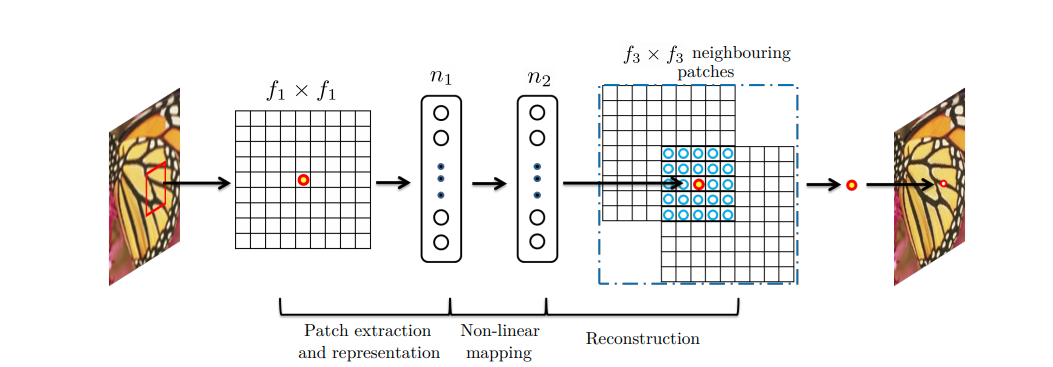 f₁ × f₁
n₁
n₂
f₃ × f₃ neighbouring
patches
Patch extraction
and representation
Non-linear
mapping
Reconstruction